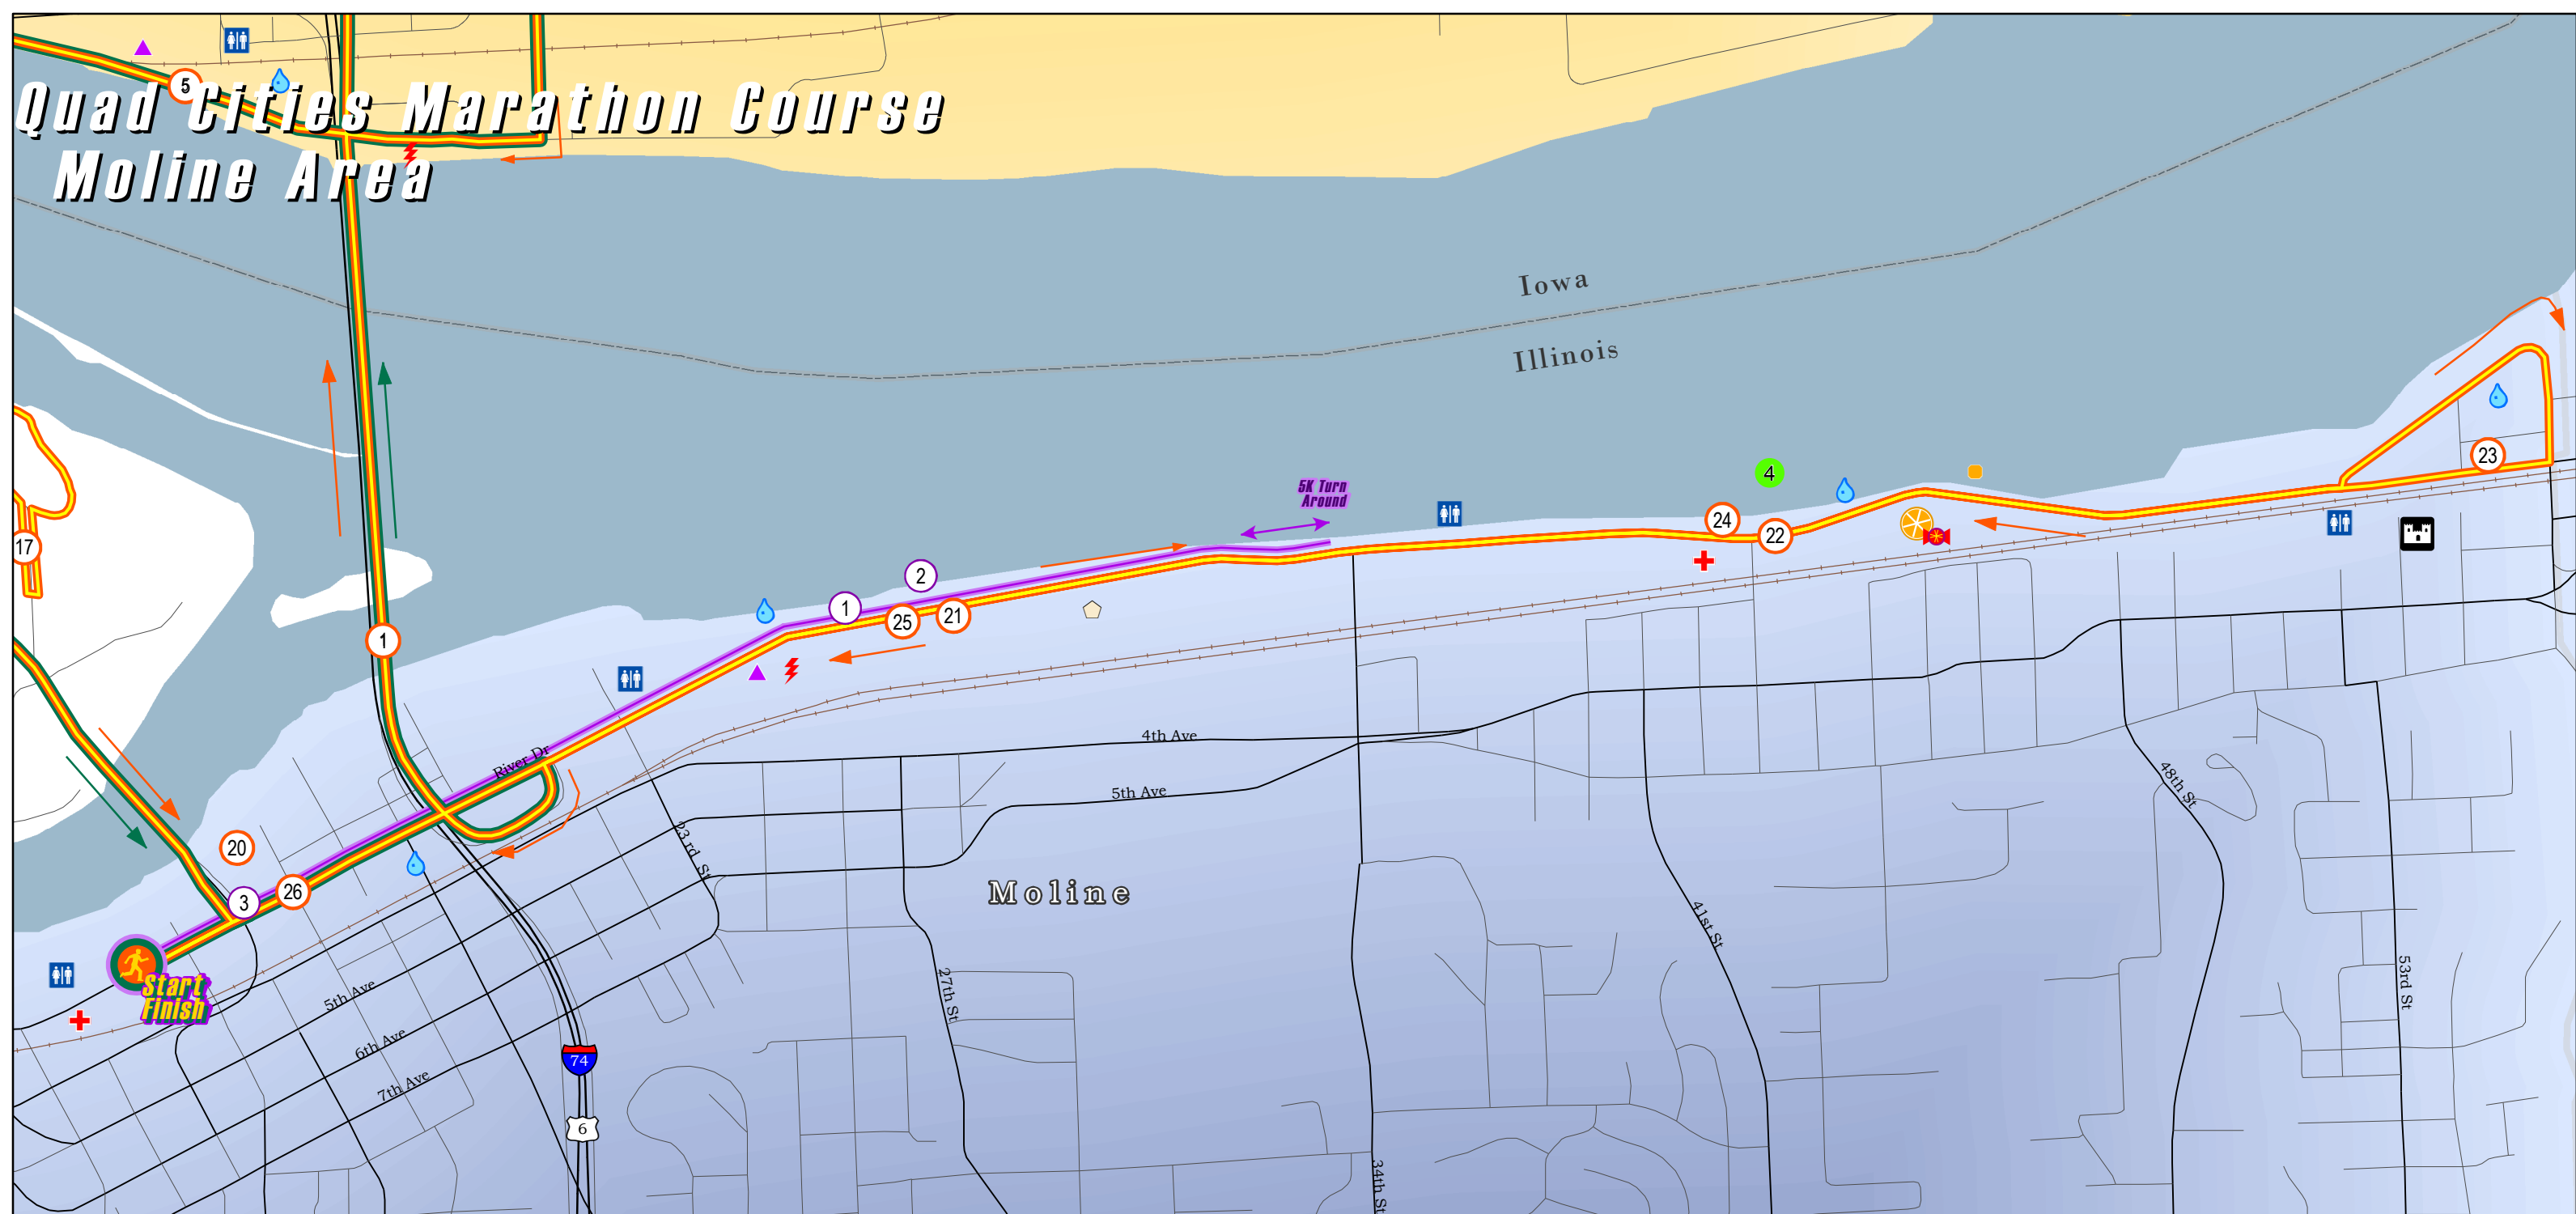 5
Quad Cities Marathon Course
Moline Area
Iowa
Illinois
5K Turn
Around
4
23
24
22
17
2
1
25
21
1
River Dr
4th Ave
5th Ave
48th St
20
23rd St
3
26
Moline
41st St
Start
Finish
5th Ave
27th St
53rd St
6th Ave
74
7th Ave
6
34th St